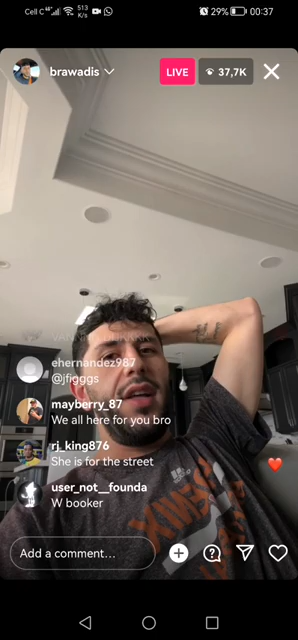 Cell C 4G 513 K/s 29% 00:37
brawadis LIVE 37,7K
ehernandez987
@jfigggs
mayberry_87
We all here for you bro
rj_king876
She is for the street
user_not__founda
W booker
Add a comment…